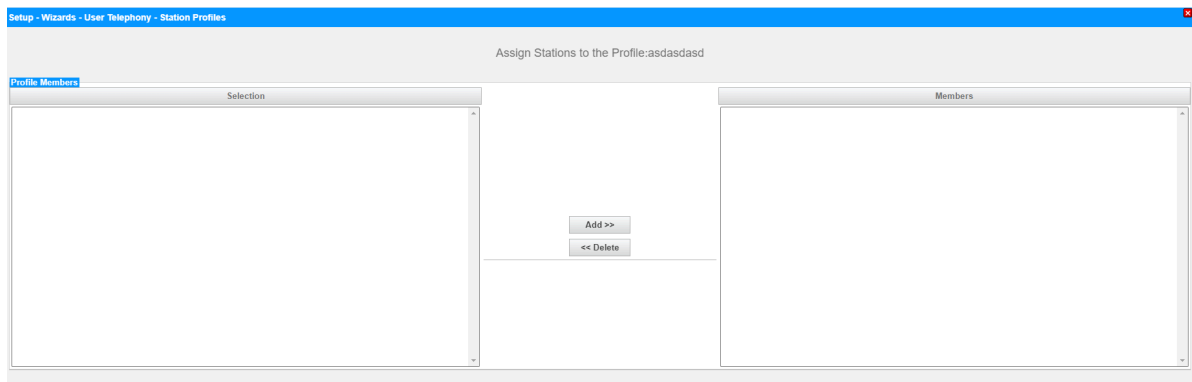 Setup - Wizards - User Telephony - Station Profiles
Assign Stations to the Profile:asdasdasd
Profile Members
Selection
Members
Add >>
<< Delete